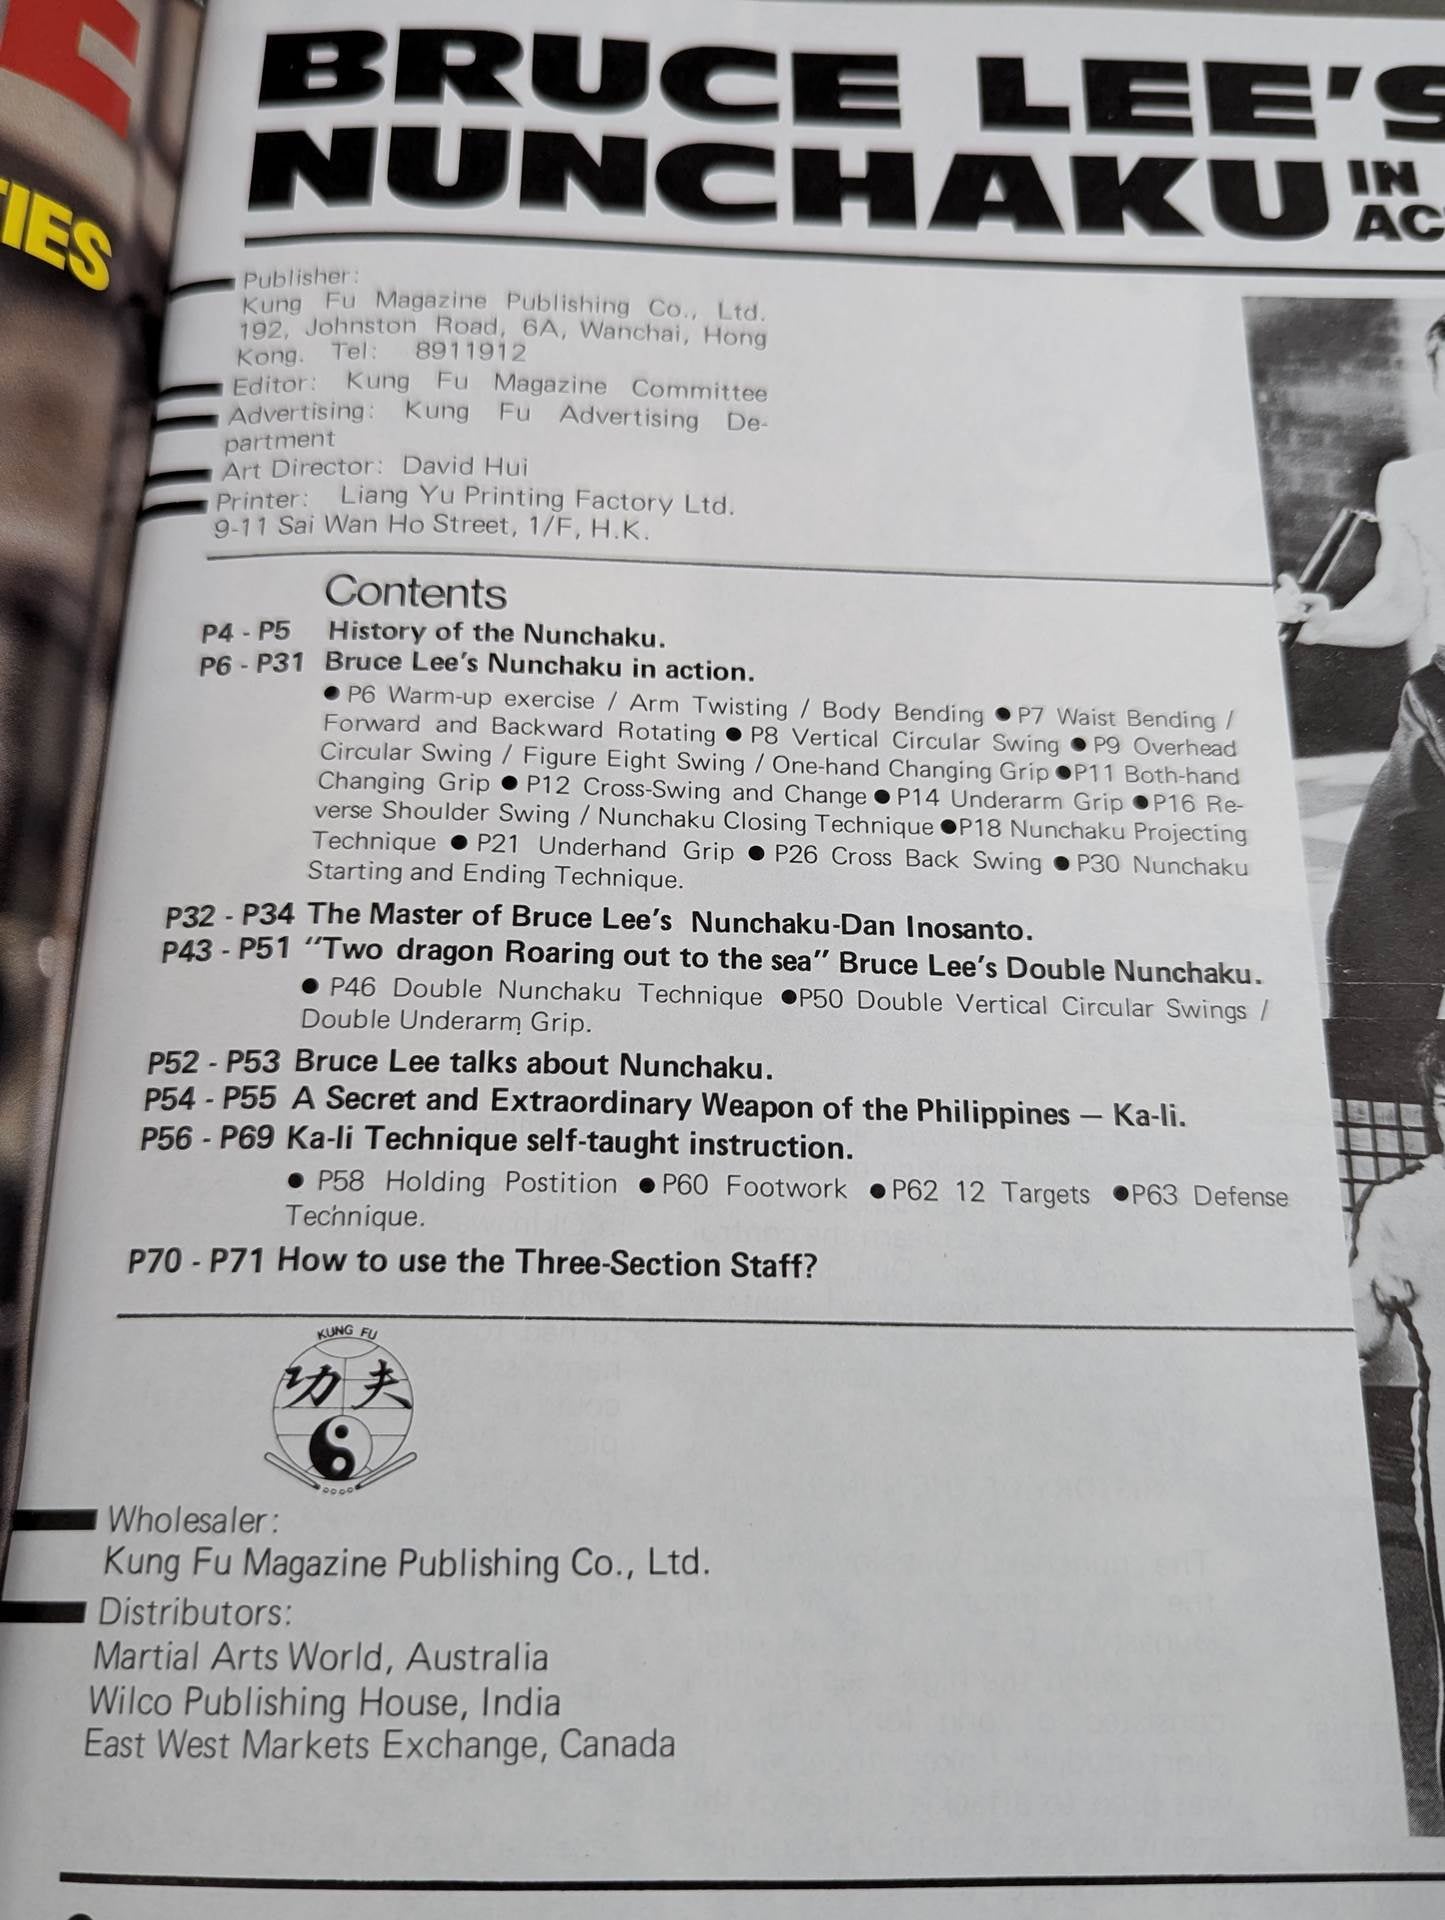 TIES
BRUCE LEE'S
NUNCHAKU IN
AC
Publisher:
Kung Fu Magazine Publishing Co., Ltd.
192, Johnston Road, 6A, Wanchai, Hong
Kong. Tel: 8911912
Editor: Kung Fu Magazine Committee
Advertising: Kung Fu Advertising De-
partment
Art Director: David Hui
Printer: Liang Yu Printing Factory Ltd.
9-11 Sai Wan Ho Street, 1/F, H.K.
Contents
P4 - P5 History of the Nunchaku.
P6 - P31 Bruce Lee's Nunchaku in action.
● P6 Warm-up exercise / Arm Twisting / Body Bending ● P7 Waist Bending /
Forward and Backward Rotating ● P8 Vertical Circular Swing ● P9 Overhead
Circular Swing / Figure Eight Swing / One-hand Changing Grip ●P11 Both-hand
Changing Grip ● P12 Cross-Swing and Change ● P14 Underarm Grip ●P16 Re-
verse Shoulder Swing / Nunchaku Closing Technique ●P18 Nunchaku Projecting
Technique ● P21 Underhand Grip ● P26 Cross Back Swing ● P30 Nunchaku
Starting and Ending Technique.
P32 - P34 The Master of Bruce Lee's Nunchaku-Dan Inosanto.
P43 - P51 "Two dragon Roaring out to the sea" Bruce Lee's Double Nunchaku.
● P46 Double Nunchaku Technique ●P50 Double Vertical Circular Swings /
Double Underarm Grip.
P52 - P53 Bruce Lee talks about Nunchaku.
P54 - P55 A Secret and Extraordinary Weapon of the Philippines — Ka-li.
P56 - P69 Ka-li Technique self-taught instruction.
● P58 Holding Postition ●P60 Footwork ●P62 12 Targets ●P63 Defense
Technique.
P70 - P71 How to use the Three-Section Staff?
KUNG FU
功夫
Wholesaler:
Kung Fu Magazine Publishing Co., Ltd.
Distributors:
Martial Arts World, Australia
Wilco Publishing House, India
East West Markets Exchange, Canada